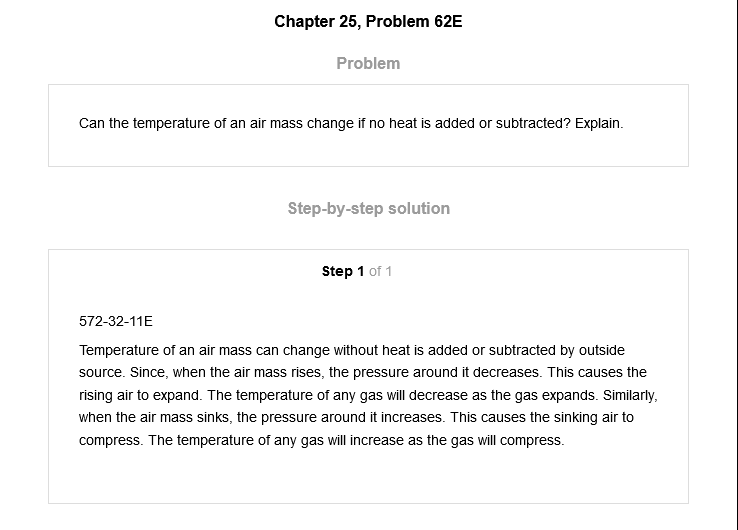 Chapter 25, Problem 62E
Problem
Can the temperature of an air mass change if no heat is added or subtracted? Explain.
Step-by-step solution
Step 1 of 1
572-32-11E
Temperature of an air mass can change without heat is added or subtracted by outside
source. Since, when the air mass rises, the pressure around it decreases. This causes the
rising air to expand. The temperature of any gas will decrease as the gas expands. Similarly,
when the air mass sinks, the pressure around it increases. This causes the sinking air to
compress. The temperature of any gas will increase as the gas will compress.